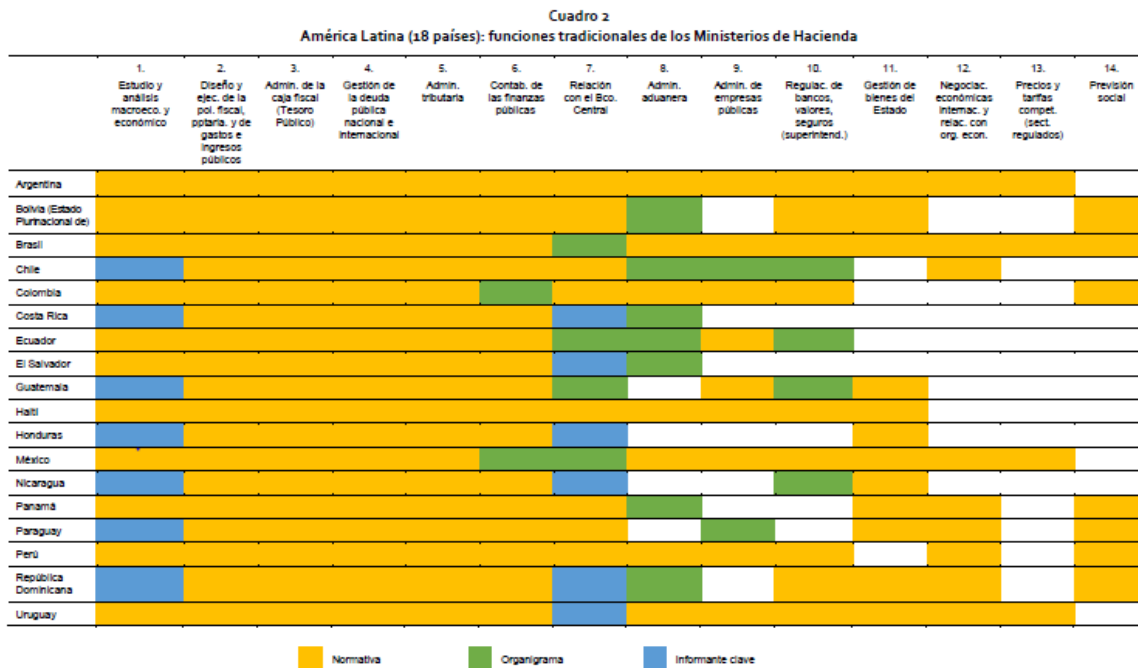 Cuadro 2
América Latina (18 países): funciones tradicionales de los Ministerios de Hacienda
1.
Estudio y
análisis
macroeco. y
económico
2.
Diseño y
ejec. de la
pol. fiscal,
pptaria. y de
gastos e
ingresos
públicos
3.
Admin. de la
caja fiscal
(Tesoro
Público)
4.
Gestión de
la deuda
pública
nacional e
internacional
5.
Admin.
tributaria
6.
Contab. de
las finanzas
públicas
7.
Relación
con el Bco.
Central
8.
Admin.
aduanera
9.
Admin. de
empresas
públicas
10.
Regulac. de
bancos,
valores,
seguros
(superintend.)
11.
Gestión de
bienes del
Estado
12.
Negociac.
económicas
internac. y
relac. con
org. econ.
13.
Precios y
tarifas
compet.
(sect.
regulados)
14.
Previsión
social
Argentina
Bolivia (Estado
Plurinacional de)
Brasil
Chile
Colombia
Costa Rica
Ecuador
El Salvador
Guatemala
Haití
Honduras
México
Nicaragua
Panamá
Paraguay
Perú
República
Dominicana
Uruguay
Normativa
Organigrama
Informante clave